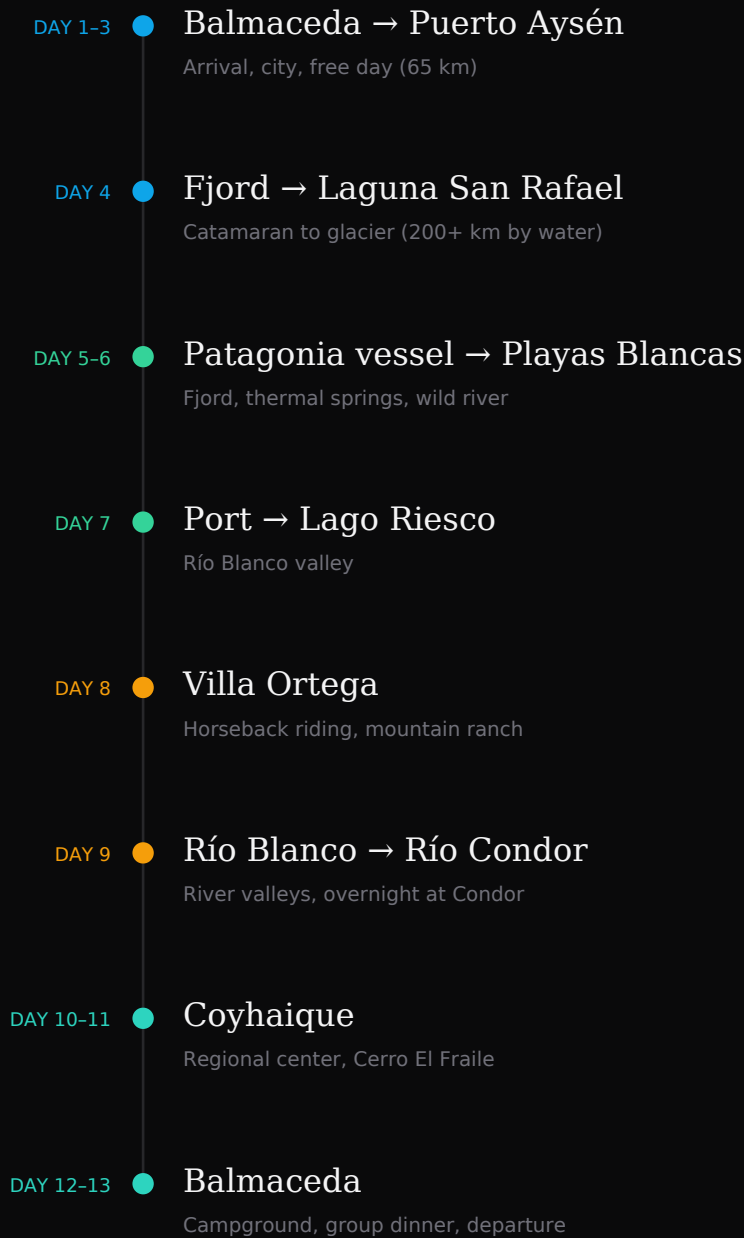 DAY 1–3
Balmaceda → Puerto Aysén
Arrival, city, free day (65 km)
DAY 4
Fjord → Laguna San Rafael
Catamaran to glacier (200+ km by water)
DAY 5–6
Patagonia vessel → Playas Blancas
Fjord, thermal springs, wild river
DAY 7
Port → Lago Riesco
Río Blanco valley
DAY 8
Villa Ortega
Horseback riding, mountain ranch
DAY 9
Río Blanco → Río Condor
River valleys, overnight at Condor
DAY 10–11
Coyhaique
Regional center, Cerro El Fraile
DAY 12–13
Balmaceda
Campground, group dinner, departure